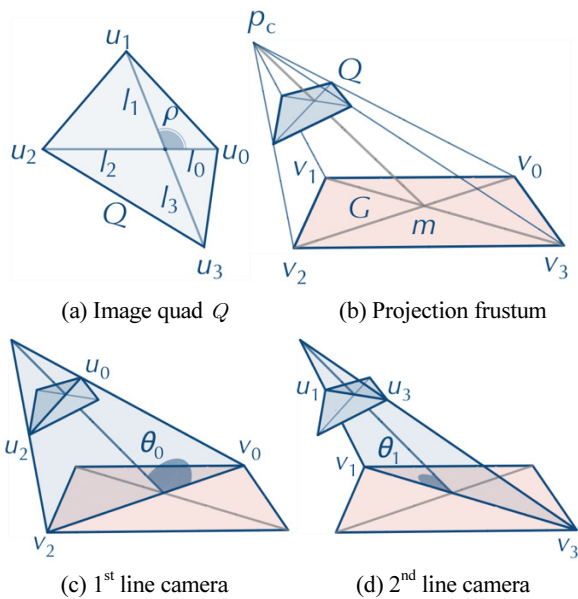 u₁
l₁
ρ
u₂
l₂
l₀
u₀
l₃
Q
u₃
(a) Image quad Q
p_c
Q
v₁
v₀
G
m
v₂
v₃
(b) Projection frustum
u₀
u₂
θ₀
v₀
v₂
(c) 1ˢᵗ line camera
u₁
u₃
θ₁
v₁
v₃
(d) 2ⁿᵈ line camera